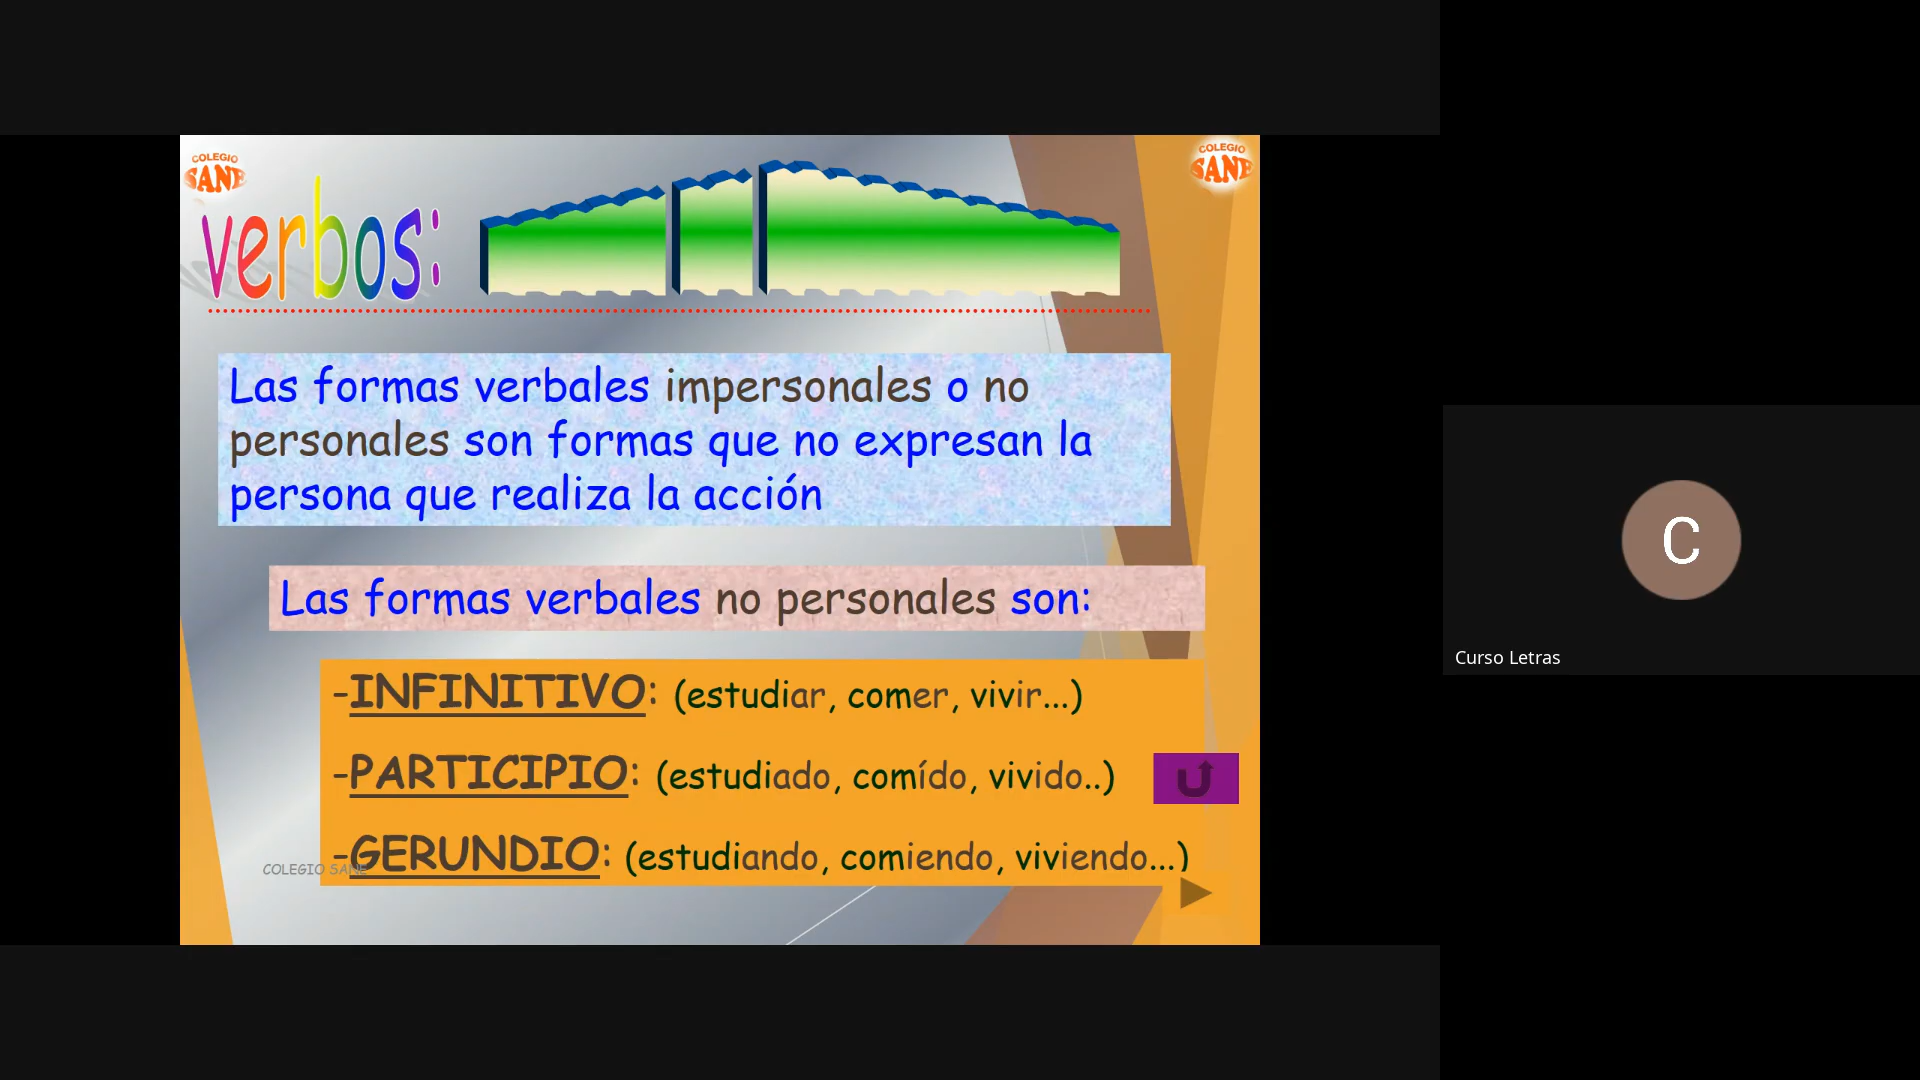 COLEGIO
SANE
COLEGIO
SANE
verbos:
Las formas verbales impersonales o no
personales son formas que no expresan la
persona que realiza la acción
Las formas verbales no personales son:
-INFINITIVO: (estudiar, comer, vivir...)
-PARTICIPIO: (estudiado, comído, vivido..)
-GERUNDIO: (estudiando, comiendo, viviendo...)
COLEGIO SANE
C
Curso Letras